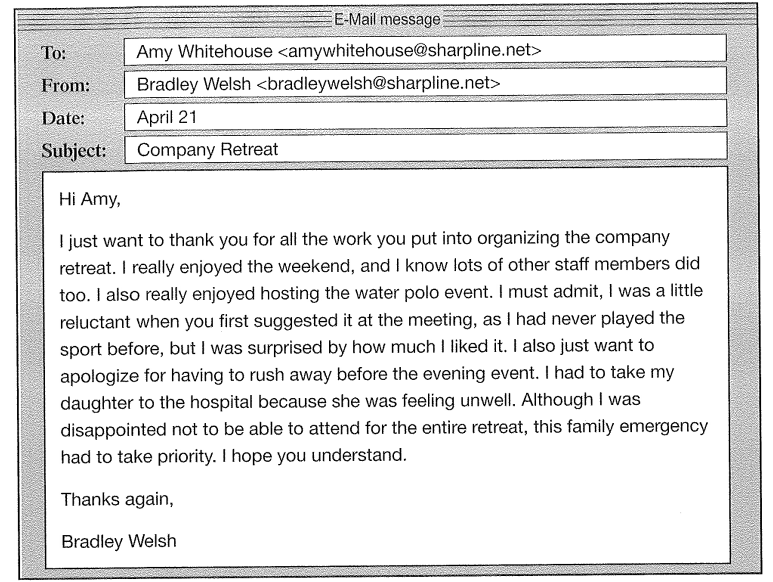 E-Mail message
To: Amy Whitehouse <amywhitehouse@sharpline.net>
From: Bradley Welsh <bradleywelsh@sharpline.net>
Date: April 21
Subject: Company Retreat
Hi Amy,
I just want to thank you for all the work you put into organizing the company
retreat. I really enjoyed the weekend, and I know lots of other staff members did
too. I also really enjoyed hosting the water polo event. I must admit, I was a little
reluctant when you first suggested it at the meeting, as I had never played the
sport before, but I was surprised by how much I liked it. I also just want to
apologize for having to rush away before the evening event. I had to take my
daughter to the hospital because she was feeling unwell. Although I was
disappointed not to be able to attend for the entire retreat, this family emergency
had to take priority. I hope you understand.
Thanks again,
Bradley Welsh